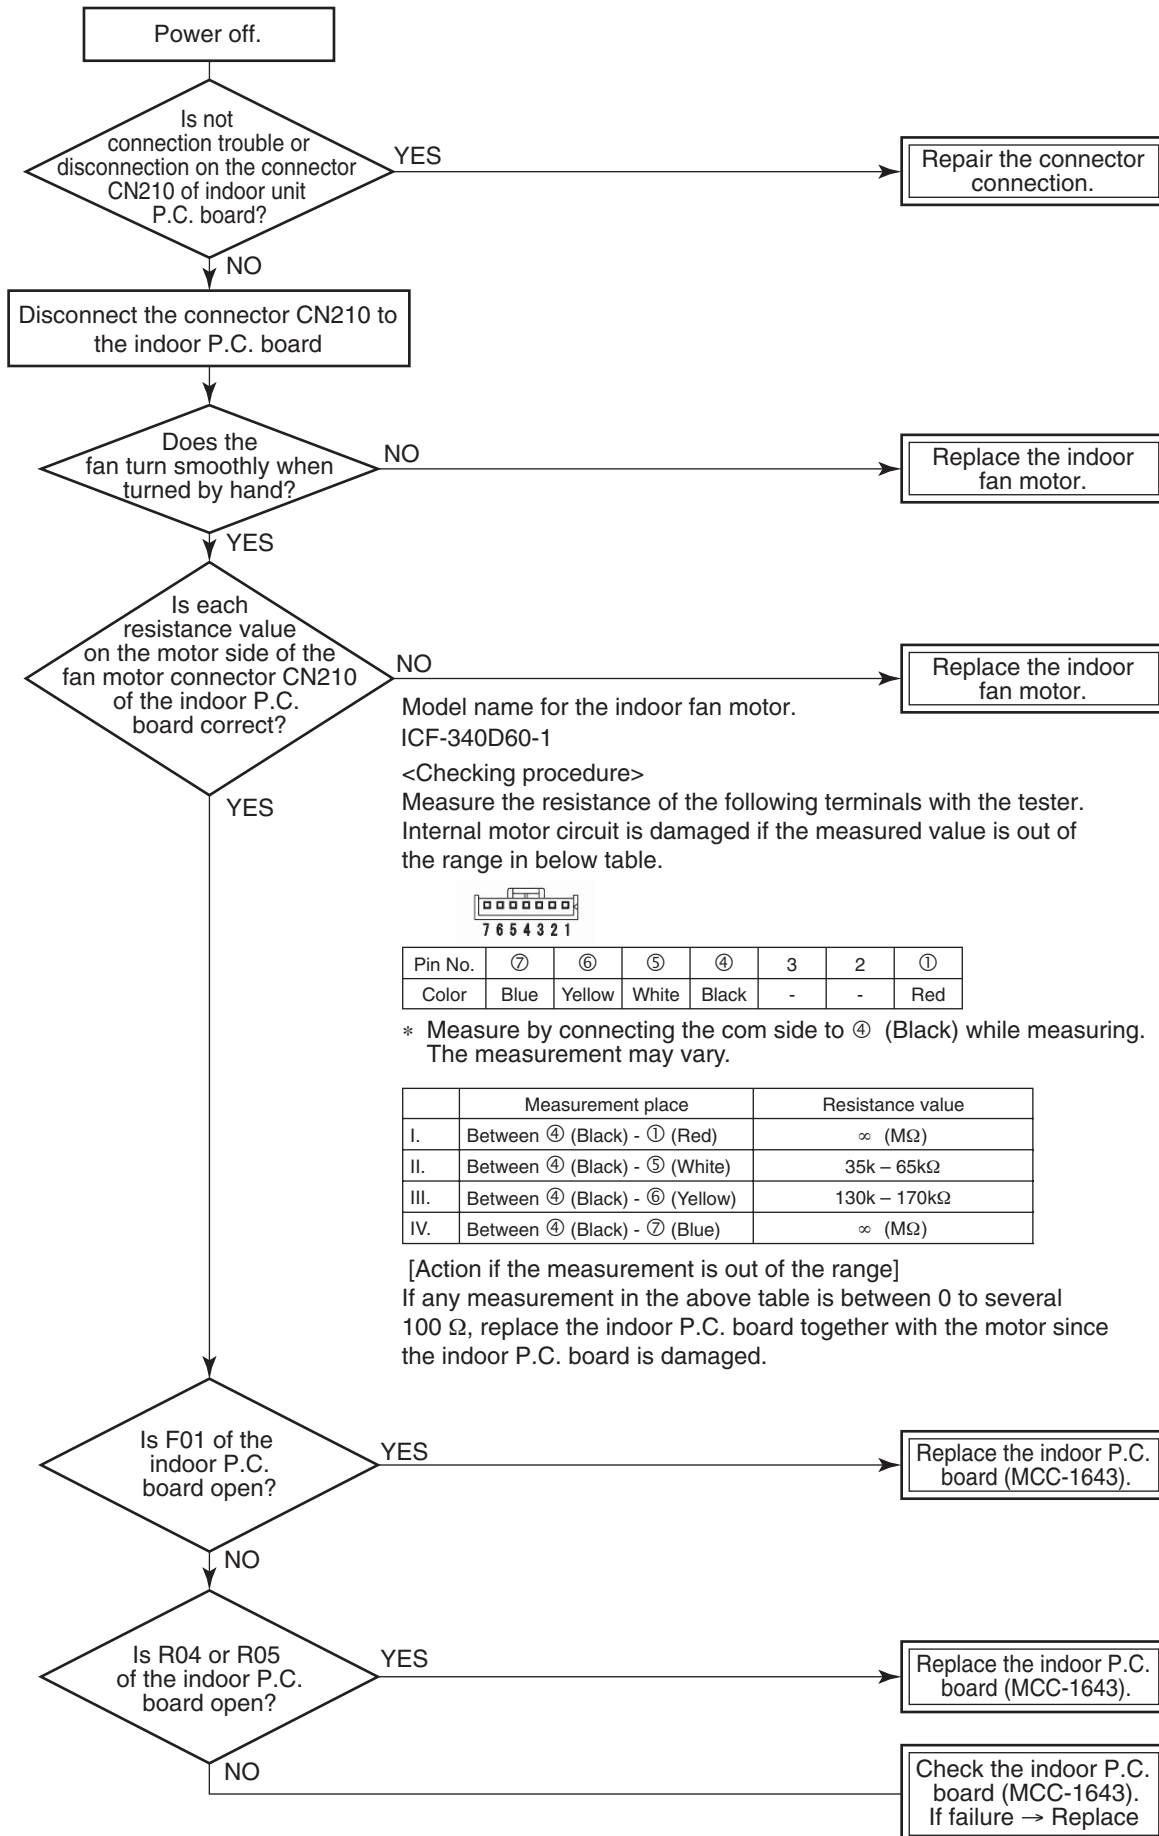 Power off.
Is not
connection trouble or
disconnection on the connector
CN210 of indoor unit
P.C. board?
YES
Repair the connector
connection.
NO
Disconnect the connector CN210 to
the indoor P.C. board
Does the
fan turn smoothly when
turned by hand?
NO
Replace the indoor
fan motor.
YES
Is each
resistance value
on the motor side of the
fan motor connector CN210
of the indoor P.C.
board correct?
NO
Replace the indoor
fan motor.
YES
Model name for the indoor fan motor.
ICF-340D60-1
<Checking procedure>
Measure the resistance of the following terminals with the tester.
Internal motor circuit is damaged if the measured value is out of
the range in below table.
7 6 5 4 3 2 1
Pin No. ⑦ ⑥ ⑤ ④ 3 2 ①
Color Blue Yellow White Black - - Red
* Measure by connecting the com side to ④ (Black) while measuring.
The measurement may vary.
Measurement place Resistance value
I. Between ④ (Black) - ① (Red) ∞ (MΩ)
II. Between ④ (Black) - ⑤ (White) 35k – 65kΩ
III. Between ④ (Black) - ⑥ (Yellow) 130k – 170kΩ
IV. Between ④ (Black) - ⑦ (Blue) ∞ (MΩ)
[Action if the measurement is out of the range]
If any measurement in the above table is between 0 to several
100 Ω, replace the indoor P.C. board together with the motor since
the indoor P.C. board is damaged.
Is F01 of the
indoor P.C.
board open?
YES
Replace the indoor P.C.
board (MCC-1643).
NO
Is R04 or R05
of the indoor P.C.
board open?
YES
Replace the indoor P.C.
board (MCC-1643).
NO
Check the indoor P.C.
board (MCC-1643).
If failure → Replace